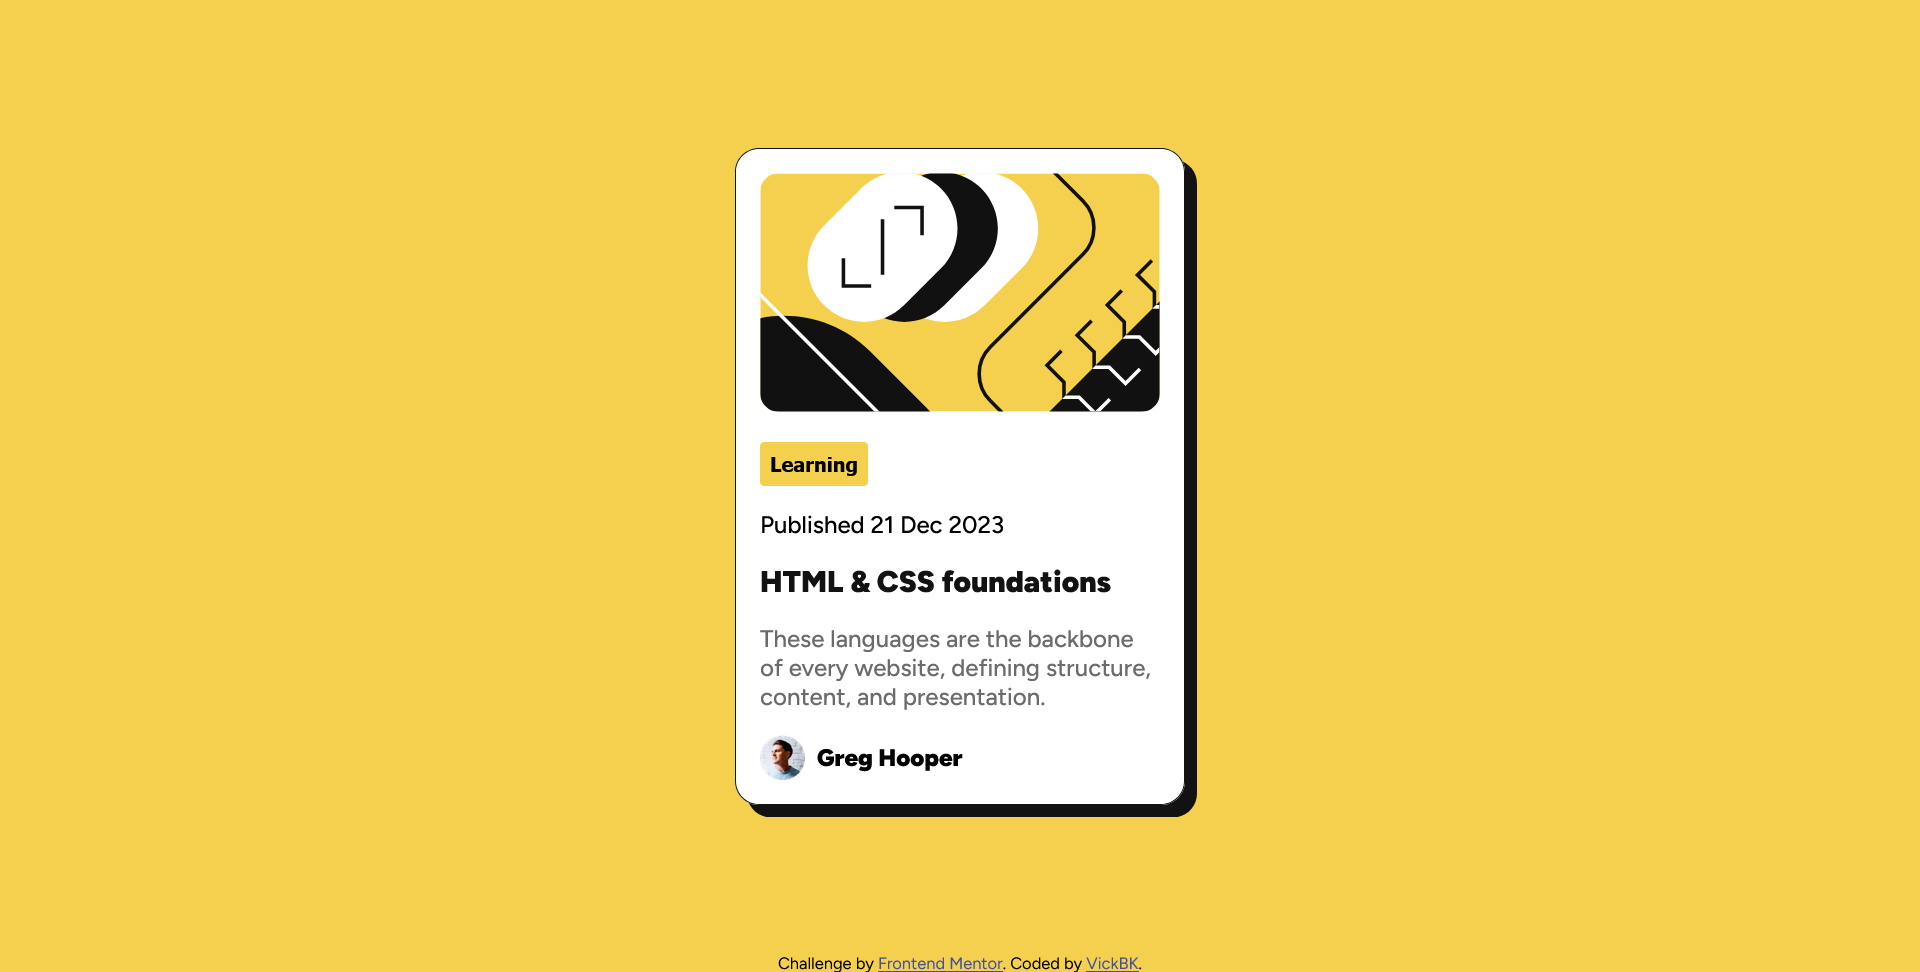 Learning
Published 21 Dec 2023
HTML & CSS foundations
These languages are the backbone
of every website, defining structure,
content, and presentation.
Greg Hooper
Challenge by Frontend Mentor. Coded by VickBK.